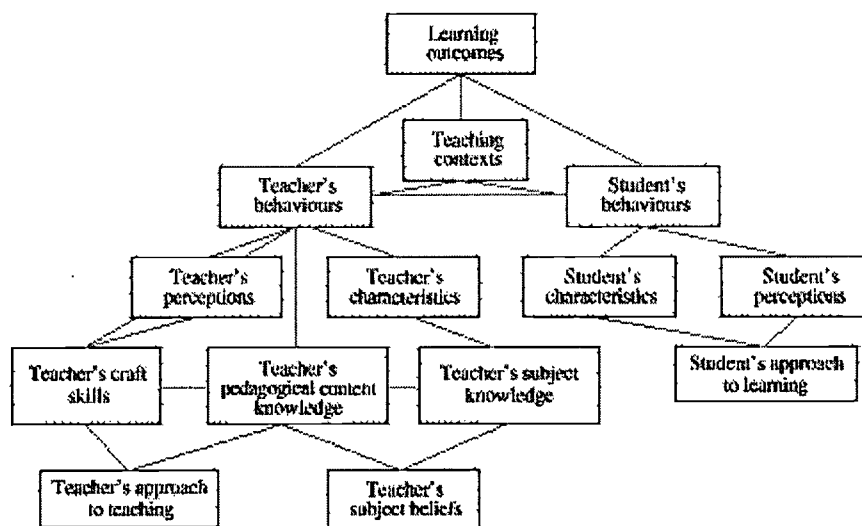 Learning
outcomes
Teaching
contexts
Teacher's
behaviours
Student's
behaviours
Teacher's
perceptions
Teacher's
characteristics
Student's
characteristics
Student's
perceptions
Teacher's craft
skills
Teacher's
pedagogical content
knowledge
Teacher's subject
knowledge
Student's approach
to learning
Teacher's approach
to teaching
Teacher's
subject beliefs